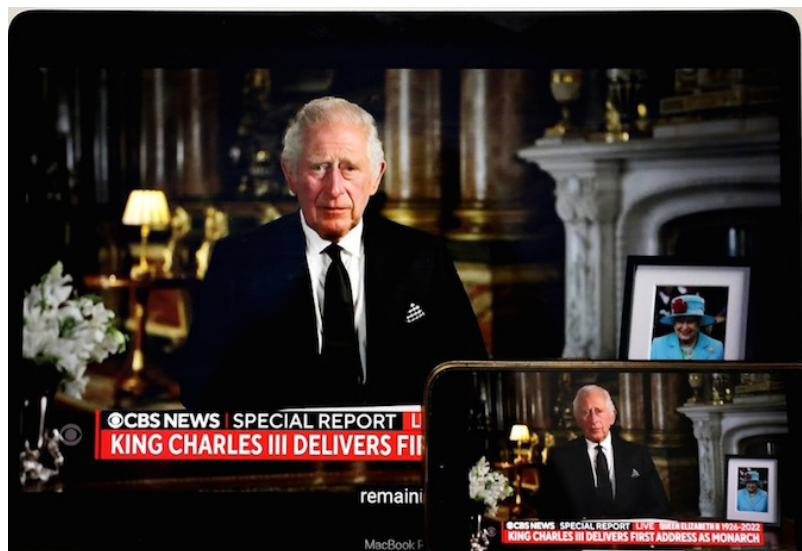 CBS NEWS | SPECIAL REPORT
KING CHARLES III DELIVERS
remaini
MacBook
CBS NEWS SPECIAL REPORT LIVE QUEEN ELIZABETH II 1926-2022
KING CHARLES III DELIVERS FIRST ADDRESS AS MONARCH